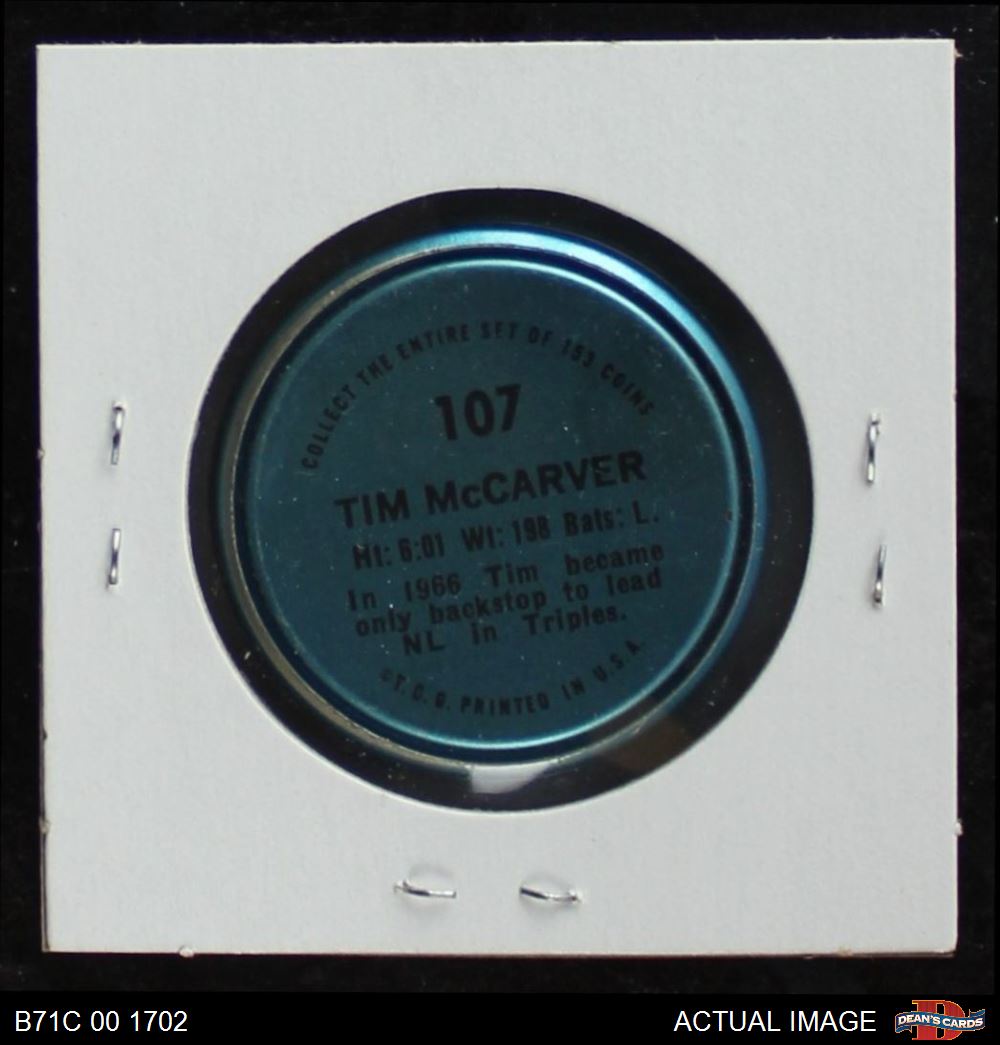 COLLECT THE ENTIRE SET OF 153 COINS
107
TIM McCARVER
Ht: 6:01 Wt: 198 Bats: L.
In 1966 Tim became
only backstop to lead
NL in Triples.
©T.C.G. PRINTED IN U.S.A.
B71C 00 1702
ACTUAL IMAGE
DEAN'S CARDS